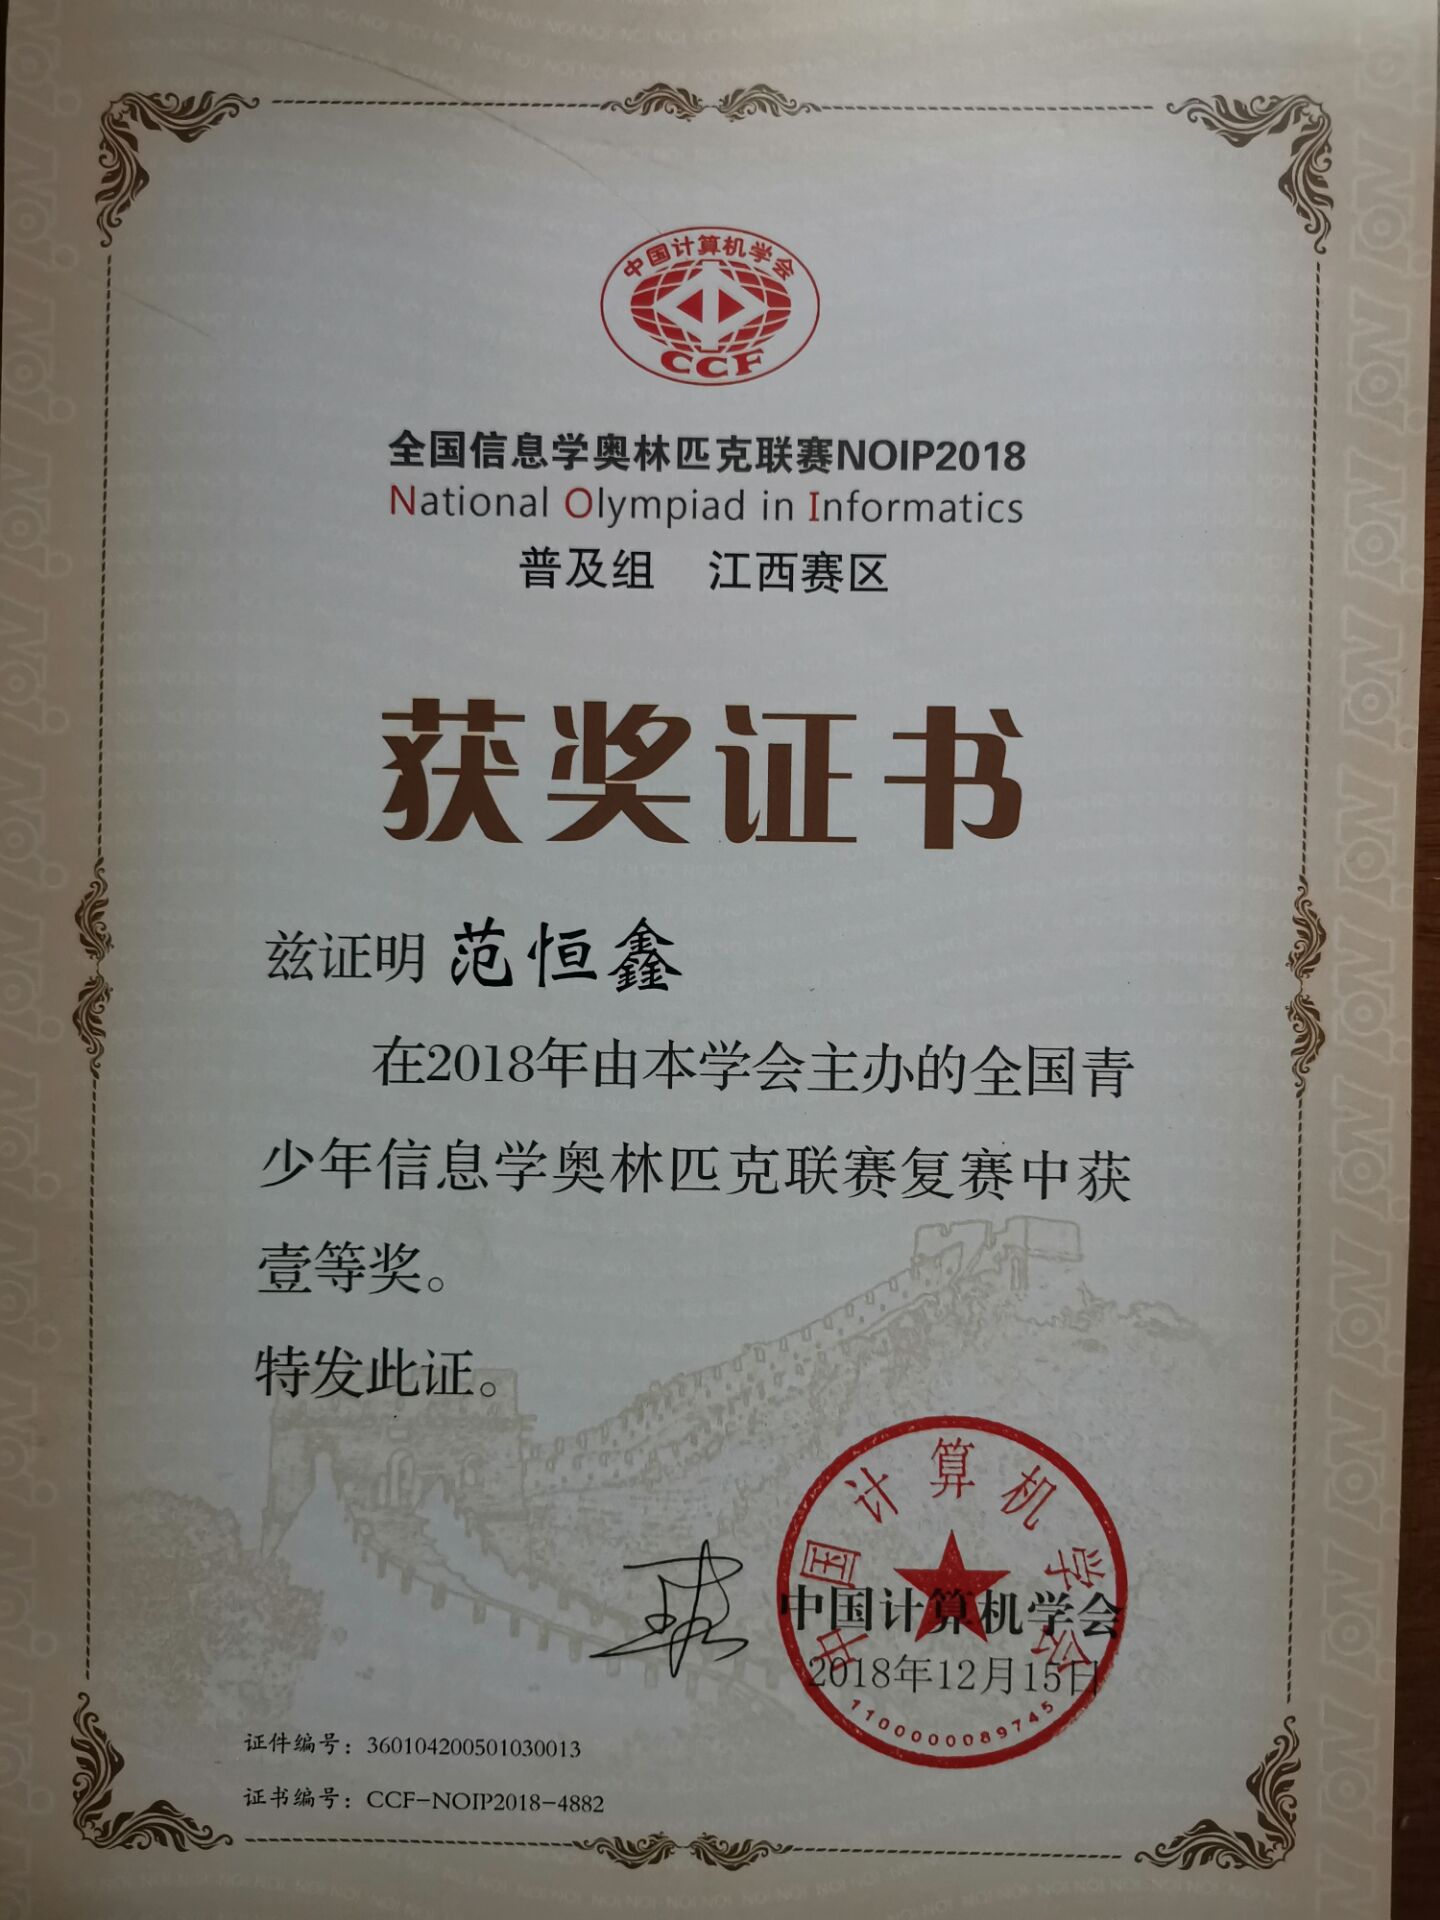 中国计算机学会
CCF
全国信息学奥林匹克联赛NOIP2018
National Olympiad in Informatics
普及组 江西赛区
获奖证书
兹证明 范恒鑫
在2018年由本学会主办的全国青
少年信息学奥林匹克联赛复赛中获
壹等奖。
特发此证。
中国计算机学会
中国计算机学会
2018年12月15日
1100000089745
证件编号：360104200501030013
证书编号：CCF-NOIP2018-4882